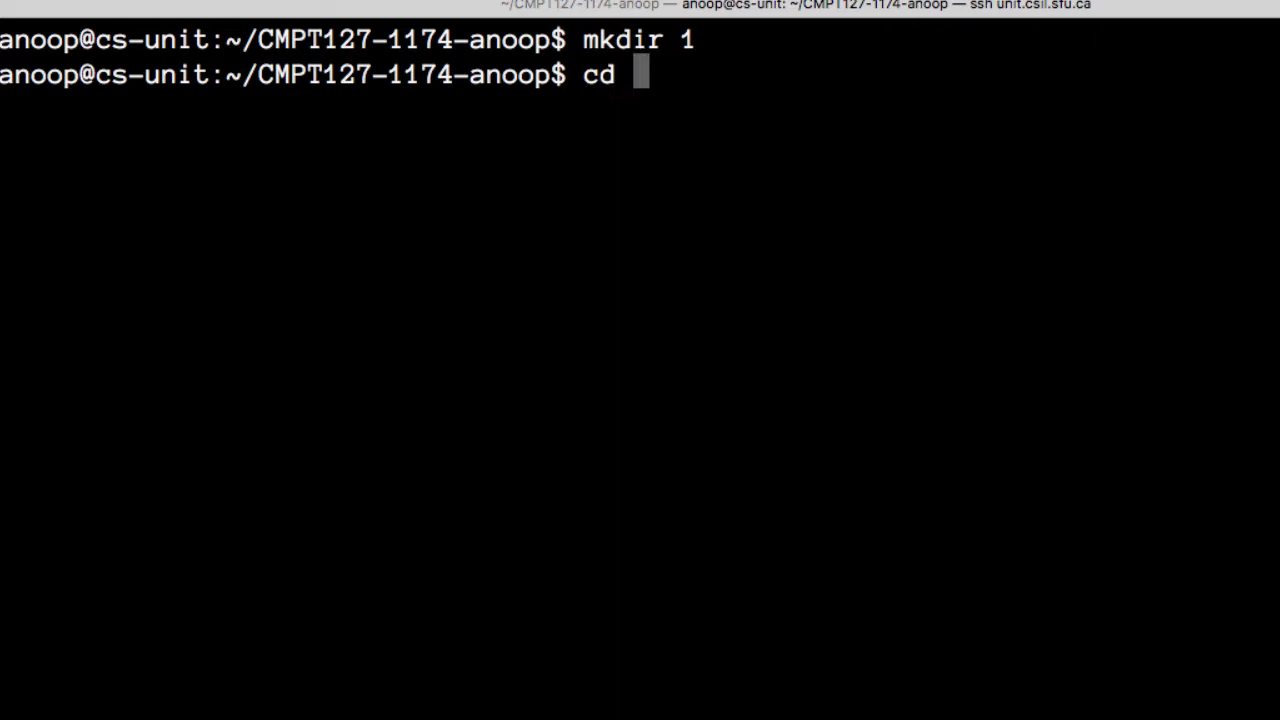 ~/CMPT127-1174-anoop — anoop@cs-unit: ~/CMPT127-1174-anoop — ssh unit.csil.sfu.ca
anoop@cs-unit:~/CMPT127-1174-anoop$ mkdir 1
anoop@cs-unit:~/CMPT127-1174-anoop$ cd